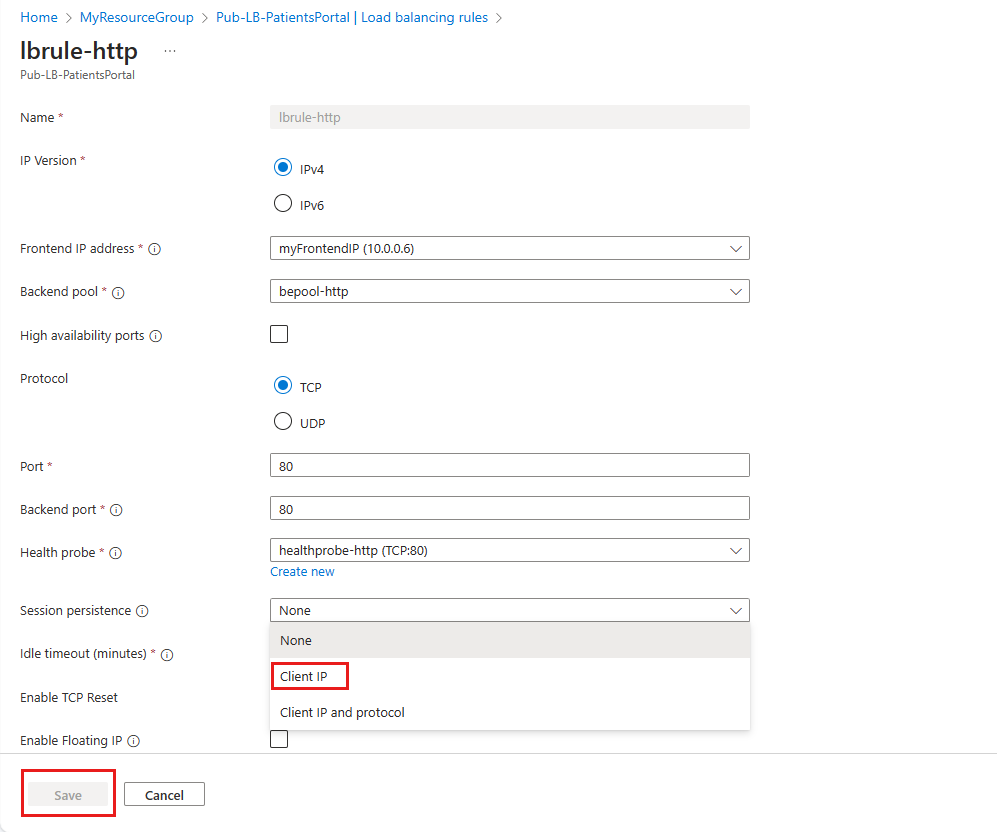 Home > MyResourceGroup > Pub-LB-PatientsPortal | Load balancing rules >
lbrule-http ...
Pub-LB-PatientsPortal
Name * lbrule-http
IP Version * IPv4
IPv6
Frontend IP address * myFrontendIP (10.0.0.6)
Backend pool * bepool-http
High availability ports
Protocol TCP
UDP
Port * 80
Backend port * 80
Health probe * healthprobe-http (TCP:80)
Create new
Session persistence None
None
Idle timeout (minutes) *
Client IP
Enable TCP Reset
Client IP and protocol
Enable Floating IP
Save Cancel